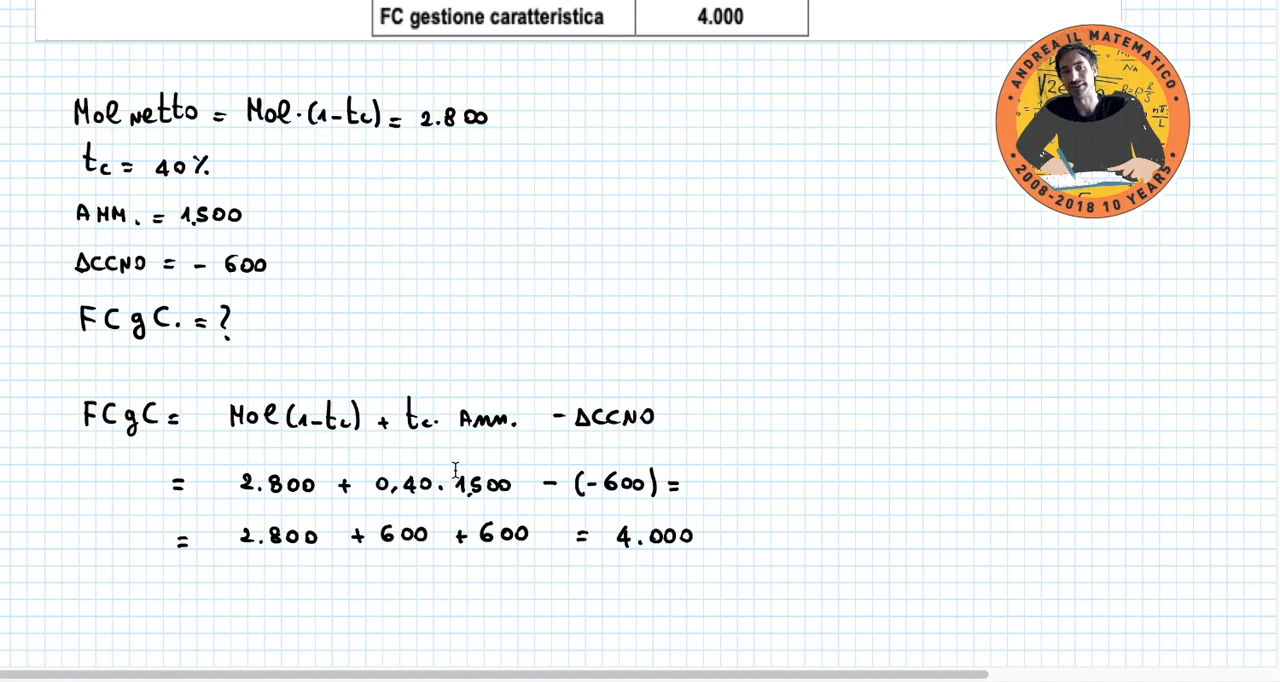 FC gestione caratteristica 4.000
Mol netto = Mol·(1-tc) = 2.800
tc = 40%
AMM. = 1.500
ΔCCNO = - 600
FCgC. = ?
FCgC = Mol(1-tc) + tc· Amm. - ΔCCNO
= 2.800 + 0,40·1.500 - (-600) =
= 2.800 + 600 + 600 = 4.000
ANDREA IL MATEMATICO
2008-2018 10 YEARS